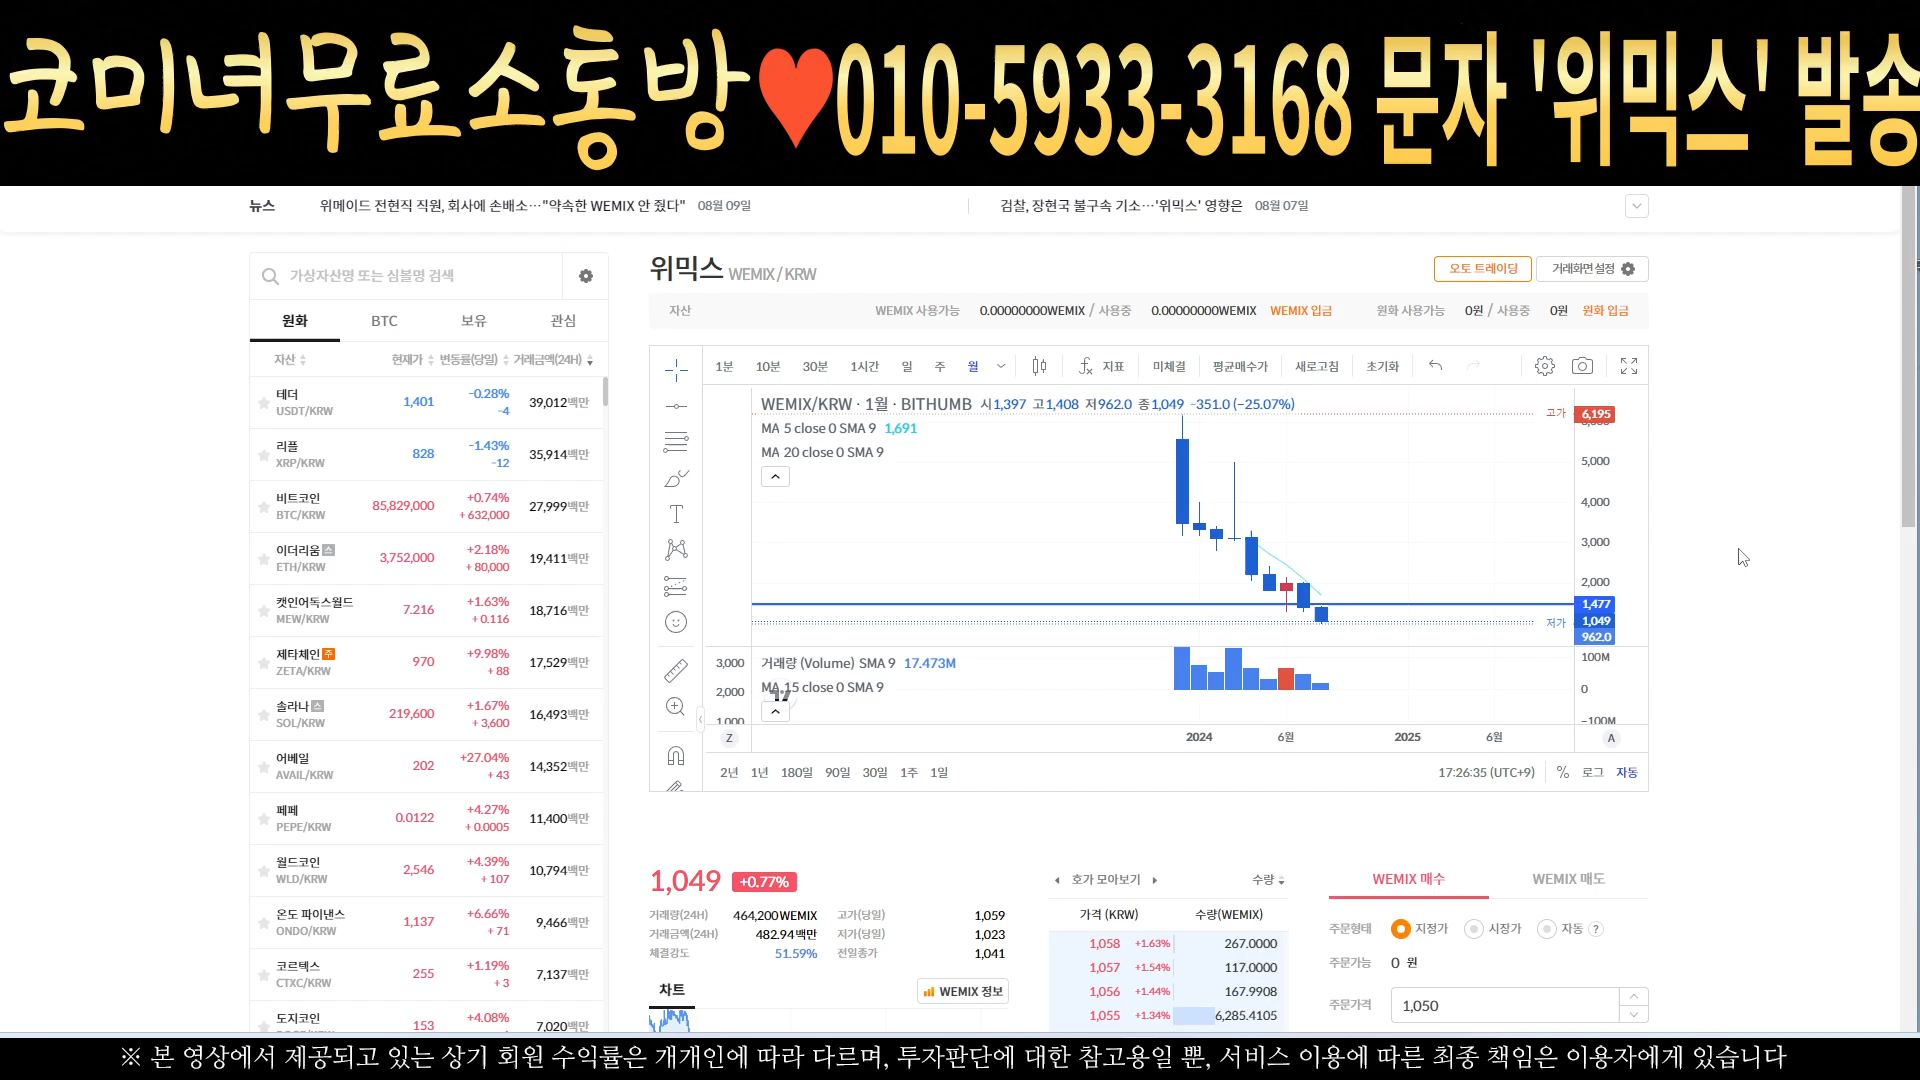 코미녀무료소통방♥010-5933-3168 문자 '위믹스' 발송
뉴스 위메이드 전현직 직원, 회사에 손배소…"약속한 WEMIX 안 줬다" 08월 09일 검찰, 장현국 불구속 기소…'위믹스' 영향은 08월 07일
가상자산명 또는 심볼명 검색
원화 BTC 보유 관심
자산 현재가 변동률(당일) 거래금액(24H)
테더 USDT/KRW 1,401 -0.28% -4 39,012백만
리플 XRP/KRW 828 -1.43% -12 35,914백만
비트코인 BTC/KRW 85,829,000 +0.74% +632,000 27,999백만
이더리움 스 ETH/KRW 3,752,000 +2.18% +80,000 19,411백만
캣인어독스월드 MEW/KRW 7.216 +1.63% +0.116 18,716백만
제타체인 주 ZETA/KRW 970 +9.98% +88 17,529백만
솔라나 스 SOL/KRW 219,600 +1.67% +3,600 16,493백만
어베일 AVAIL/KRW 202 +27.04% +43 14,352백만
페페 PEPE/KRW 0.0122 +4.27% +0.0005 11,400백만
월드코인 WLD/KRW 2,546 +4.39% +107 10,794백만
온도 파이낸스 ONDO/KRW 1,137 +6.66% +71 9,466백만
코르텍스 CTXC/KRW 255 +1.19% +3 7,137백만
도지코인 153 +4.08% 7,020백만
위믹스 WEMIX/KRW
오토 트레이딩 거래화면 설정
자산 WEMIX 사용가능 0.00000000WEMIX / 사용중 0.00000000WEMIX WEMIX 입금 원화 사용가능 0원 / 사용중 0원 원화 입금
1분 10분 30분 1시간 일 주 월 지표 미체결 평균매수가 새로고침 초기화
WEMIX/KRW · 1월 · BITHUMB 시1,397 고1,408 저962.0 종1,049 -351.0 (-25.07%)
MA 5 close 0 SMA 9 1,691
MA 20 close 0 SMA 9
고가 6,195
5,000
4,000
3,000
2,000
1,477
저가 1,049
962.0
3,000 거래량 (Volume) SMA 9 17.473M 100M
2,000 MA 15 close 0 SMA 9 0
1,000 -100M
Z 2024 6월 2025 6월 A
2년 1년 180일 90일 30일 1주 1일 17:26:35 (UTC+9) % 로그 자동
1,049 +0.77%
거래량(24H) 464,200WEMIX 고가(당일) 1,059
거래금액(24H) 482.94백만 저가(당일) 1,023
체결강도 51.59% 전일종가 1,041
차트 WEMIX 정보
호가 모아보기 수량
가격 (KRW) 수량(WEMIX)
1,058 +1.63% 267.0000
1,057 +1.54% 117.0000
1,056 +1.44% 167.9908
1,055 +1.34% 6,285.4105
WEMIX 매수 WEMIX 매도
주문형태 지정가 시장가 자동 ?
주문가능 0 원
주문가격 1,050
※ 본 영상에서 제공되고 있는 상기 회원 수익률은 개개인에 따라 다르며, 투자판단에 대한 참고용일 뿐, 서비스 이용에 따른 최종 책임은 이용자에게 있습니다